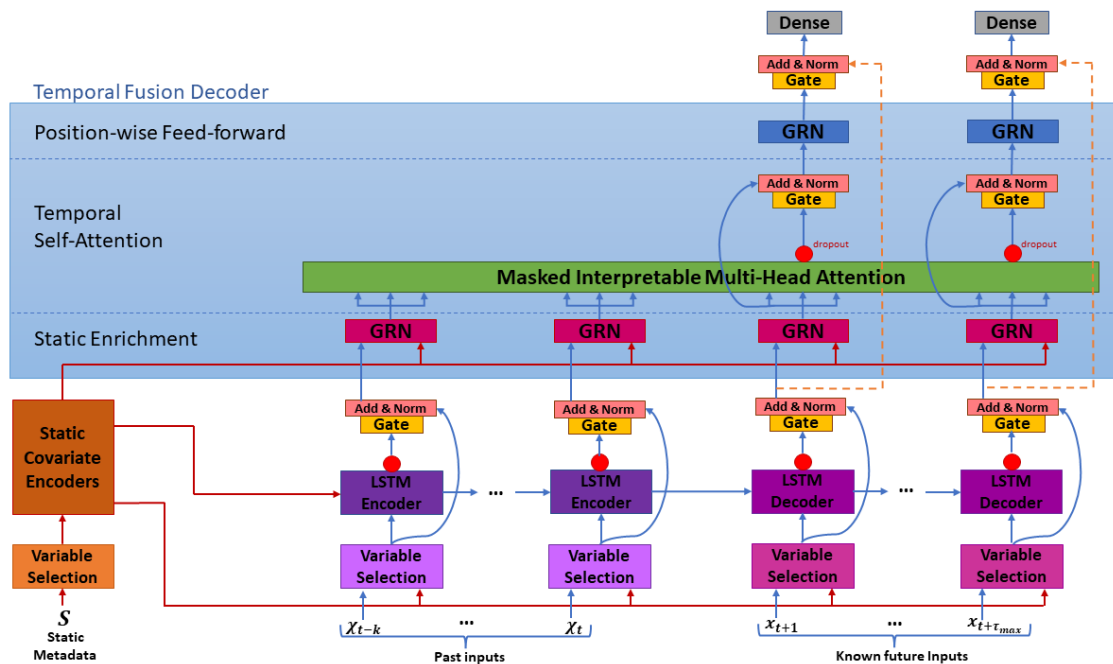 Dense Dense
Add & Norm Add & Norm
Gate Gate
Temporal Fusion Decoder
Position-wise Feed-forward
GRN GRN
Add & Norm Add & Norm
Gate Gate
Temporal
Self-Attention
dropout dropout
Masked Interpretable Multi-Head Attention
Static Enrichment
GRN GRN GRN GRN
Add & Norm Add & Norm Add & Norm Add & Norm
Gate Gate Gate Gate
Static
Covariate
Encoders
LSTM
Encoder
...
LSTM
Encoder
LSTM
Decoder
...
LSTM
Decoder
Variable
Selection
Variable
Selection
Variable
Selection
Variable
Selection
Variable
Selection
S
Static
Metadata
χt−k ... χt xt+1 ... xt+τmax
Past inputs
Known future Inputs